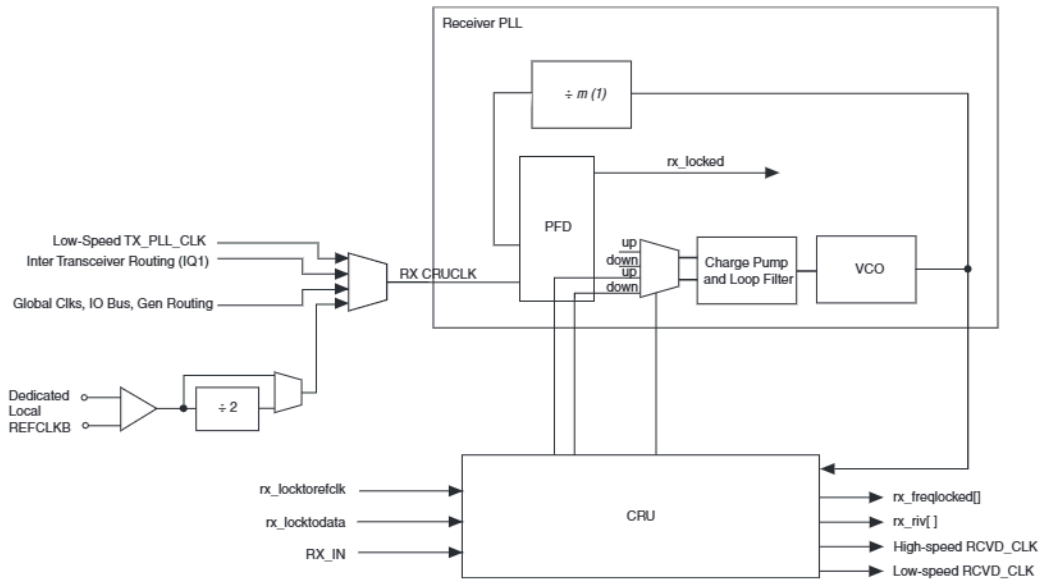 Receiver PLL
÷ m (1)
rx_locked
PFD
up
down
up
down
Charge Pump
and Loop Filter
VCO
Low-Speed TX_PLL_CLK
Inter Transceiver Routing (IQ1)
Global Clks, IO Bus, Gen Routing
RX CRUCLK
Dedicated
Local
REFCLKB
÷ 2
rx_locktorefclk
rx_locktodata
RX_IN
CRU
rx_freqlocked[]
rx_riv[ ]
High-speed RCVD_CLK
Low-speed RCVD_CLK